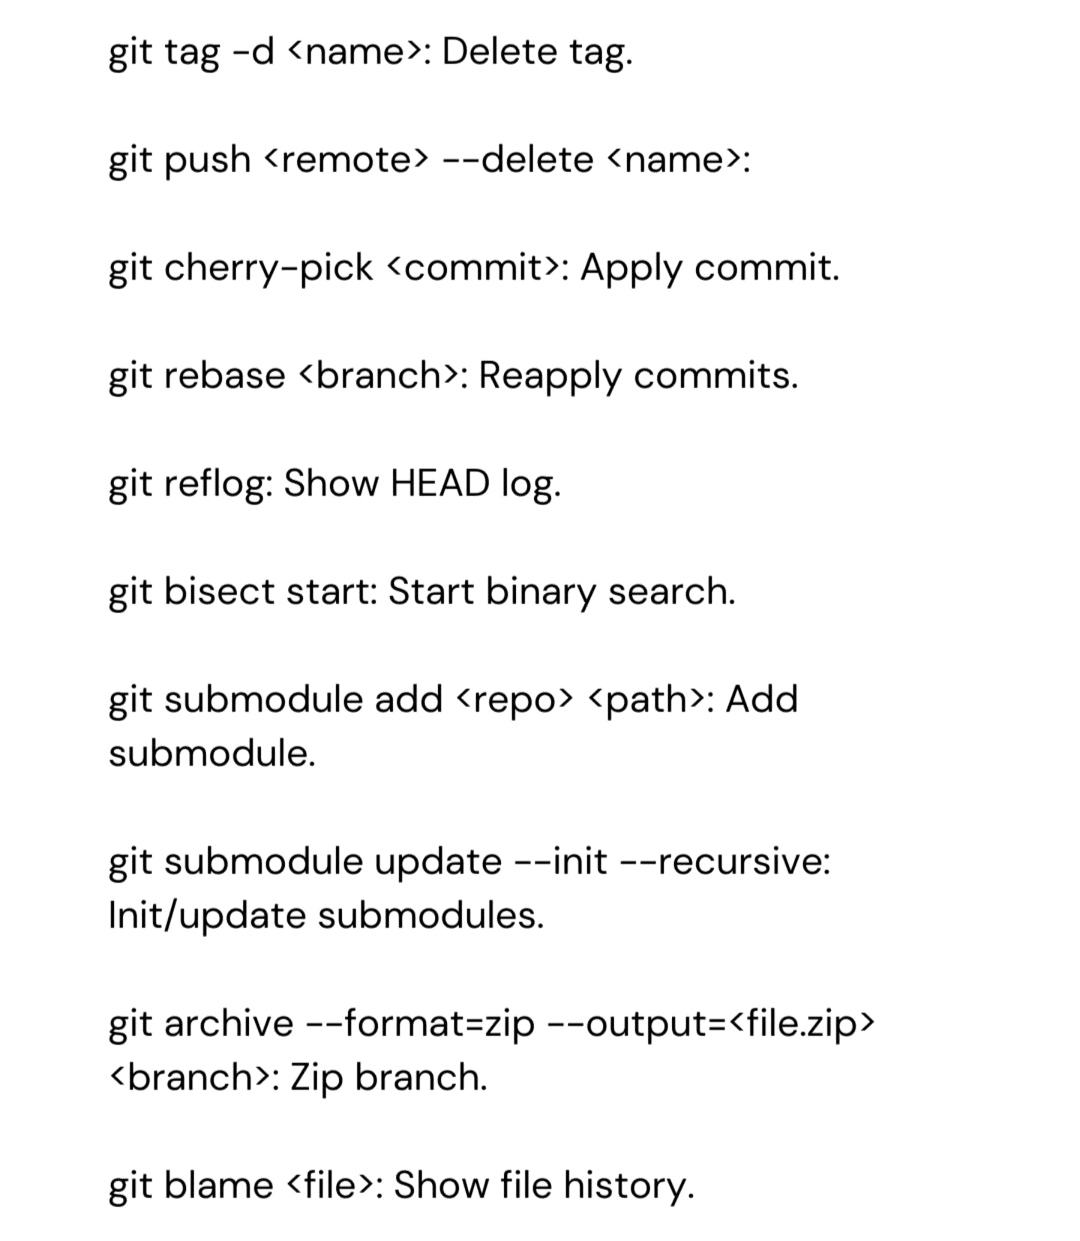 git tag -d <name>: Delete tag.
git push <remote> --delete <name>:
git cherry-pick <commit>: Apply commit.
git rebase <branch>: Reapply commits.
git reflog: Show HEAD log.
git bisect start: Start binary search.
git submodule add <repo> <path>: Add
submodule.
git submodule update --init --recursive:
Init/update submodules.
git archive --format=zip --output=<file.zip>
<branch>: Zip branch.
git blame <file>: Show file history.